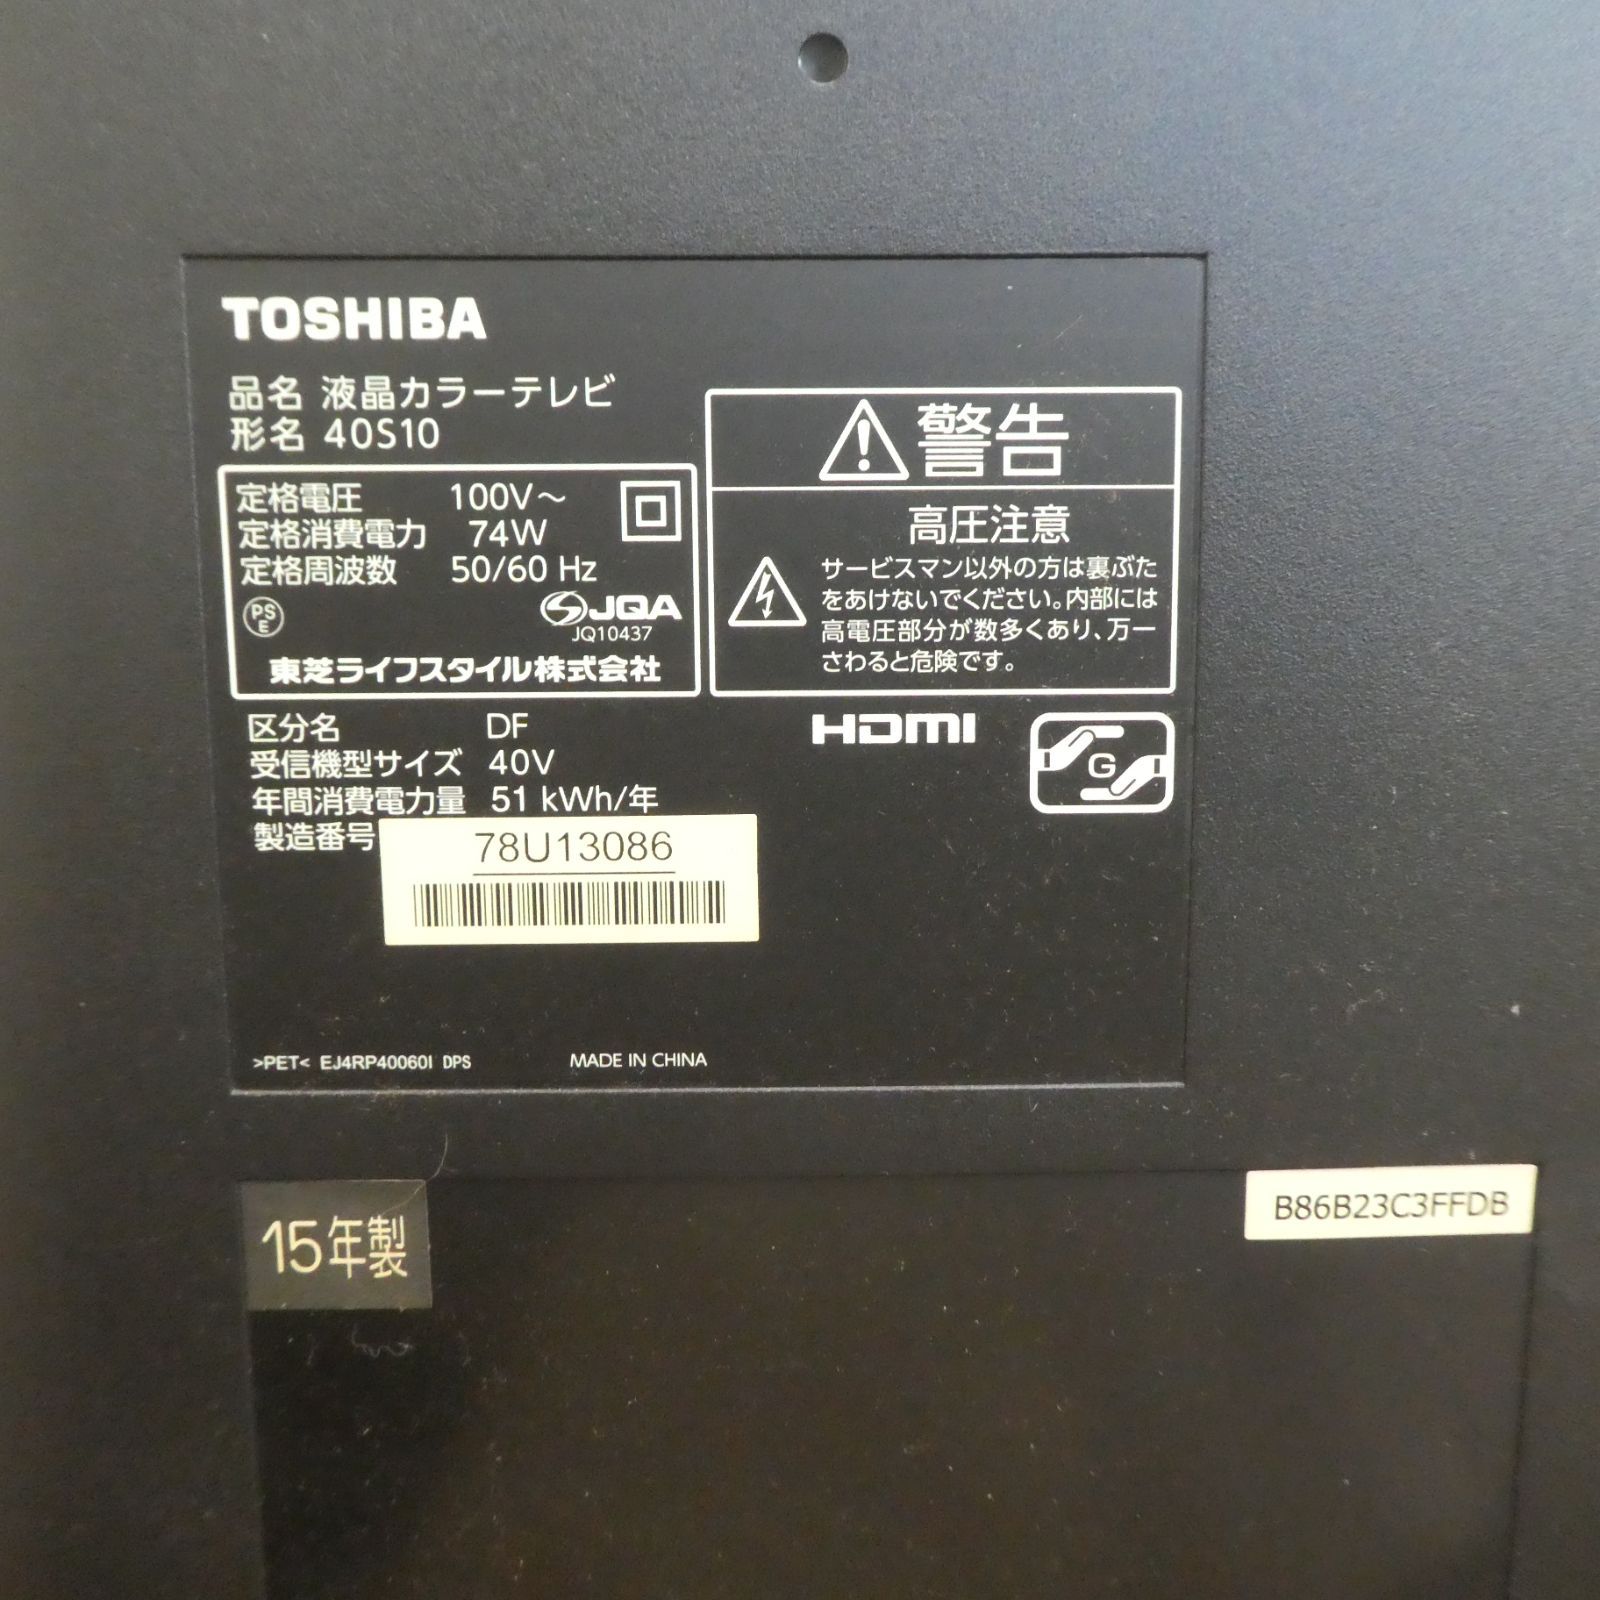 TOSHIBA
品名 液晶カラーテレビ
形名 40S10
定格電圧 100V～
定格消費電力 74W
定格周波数 50/60 Hz
PS
E
JQA
JQ10437
東芝ライフスタイル株式会社
警告
高圧注意
サービスマン以外の方は裏ぶた
をあけないでください。内部には
高電圧部分が数多くあり、万一
さわると危険です。
区分名 DF
受信機型サイズ 40V
年間消費電力量 51 kWh/年
製造番号
78U13086
HDMI
G
>PET< EJ4RP40060I DPS
MADE IN CHINA
15年製
B86B23C3FFDB